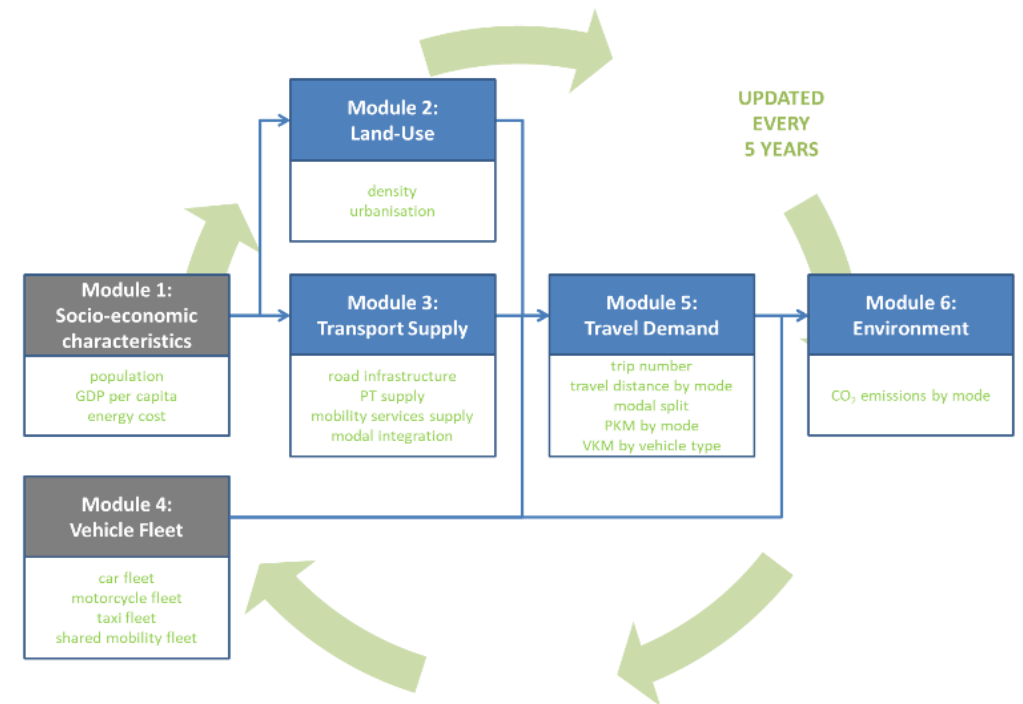 UPDATED
EVERY
5 YEARS
Module 2:
Land-Use
density
urbanisation
Module 1:
Socio-economic
characteristics
population
GDP per capita
energy cost
Module 3:
Transport Supply
road infrastructure
PT supply
mobility services supply
modal integration
Module 5:
Travel Demand
trip number
travel distance by mode
modal split
PKM by mode
VKM by vehicle type
Module 6:
Environment
CO₂ emissions by mode
Module 4:
Vehicle Fleet
car fleet
motorcycle fleet
taxi fleet
shared mobility fleet